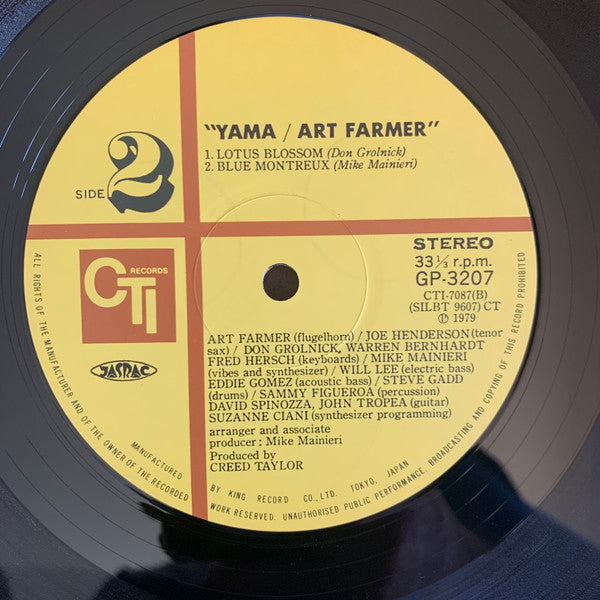 "YAMA / ART FARMER"
1. LOTUS BLOSSOM (Don Grolnick)
2. BLUE MONTREUX (Mike Mainieri)
SIDE 2
CTI RECORDS
STEREO
33 1/3 r.p.m.
GP-3207
CTI-7087(B)
(SILBT 9607) CT
Ⓟ 1979
JASRAC
ART FARMER (flugelhorn) / JOE HENDERSON (tenor
sax) / DON GROLNICK, WARREN BERNHARDT
FRED HERSCH (keyboards) / MIKE MAINIERI
(vibes and synthesizer) / WILL LEE (electric bass)
EDDIE GOMEZ (acoustic bass) / STEVE GADD
(drums) / SAMMY FIGUEROA (percussion)
DAVID SPINOZZA, JOHN TROPEA (guitar)
SUZANNE CIANI (synthesizer programming)
arranger and associate
producer : Mike Mainieri
Produced by
CREED TAYLOR
MANUFACTURED BY KING RECORD CO., LTD. TOKYO, JAPAN
ALL RIGHTS OF THE MANUFACTURER AND OF THE OWNER OF THE RECORDED WORK RESERVED. UNAUTHORISED PUBLIC PERFORMANCE, BROADCASTING AND COPYING OF THIS RECORD PROHIBITED